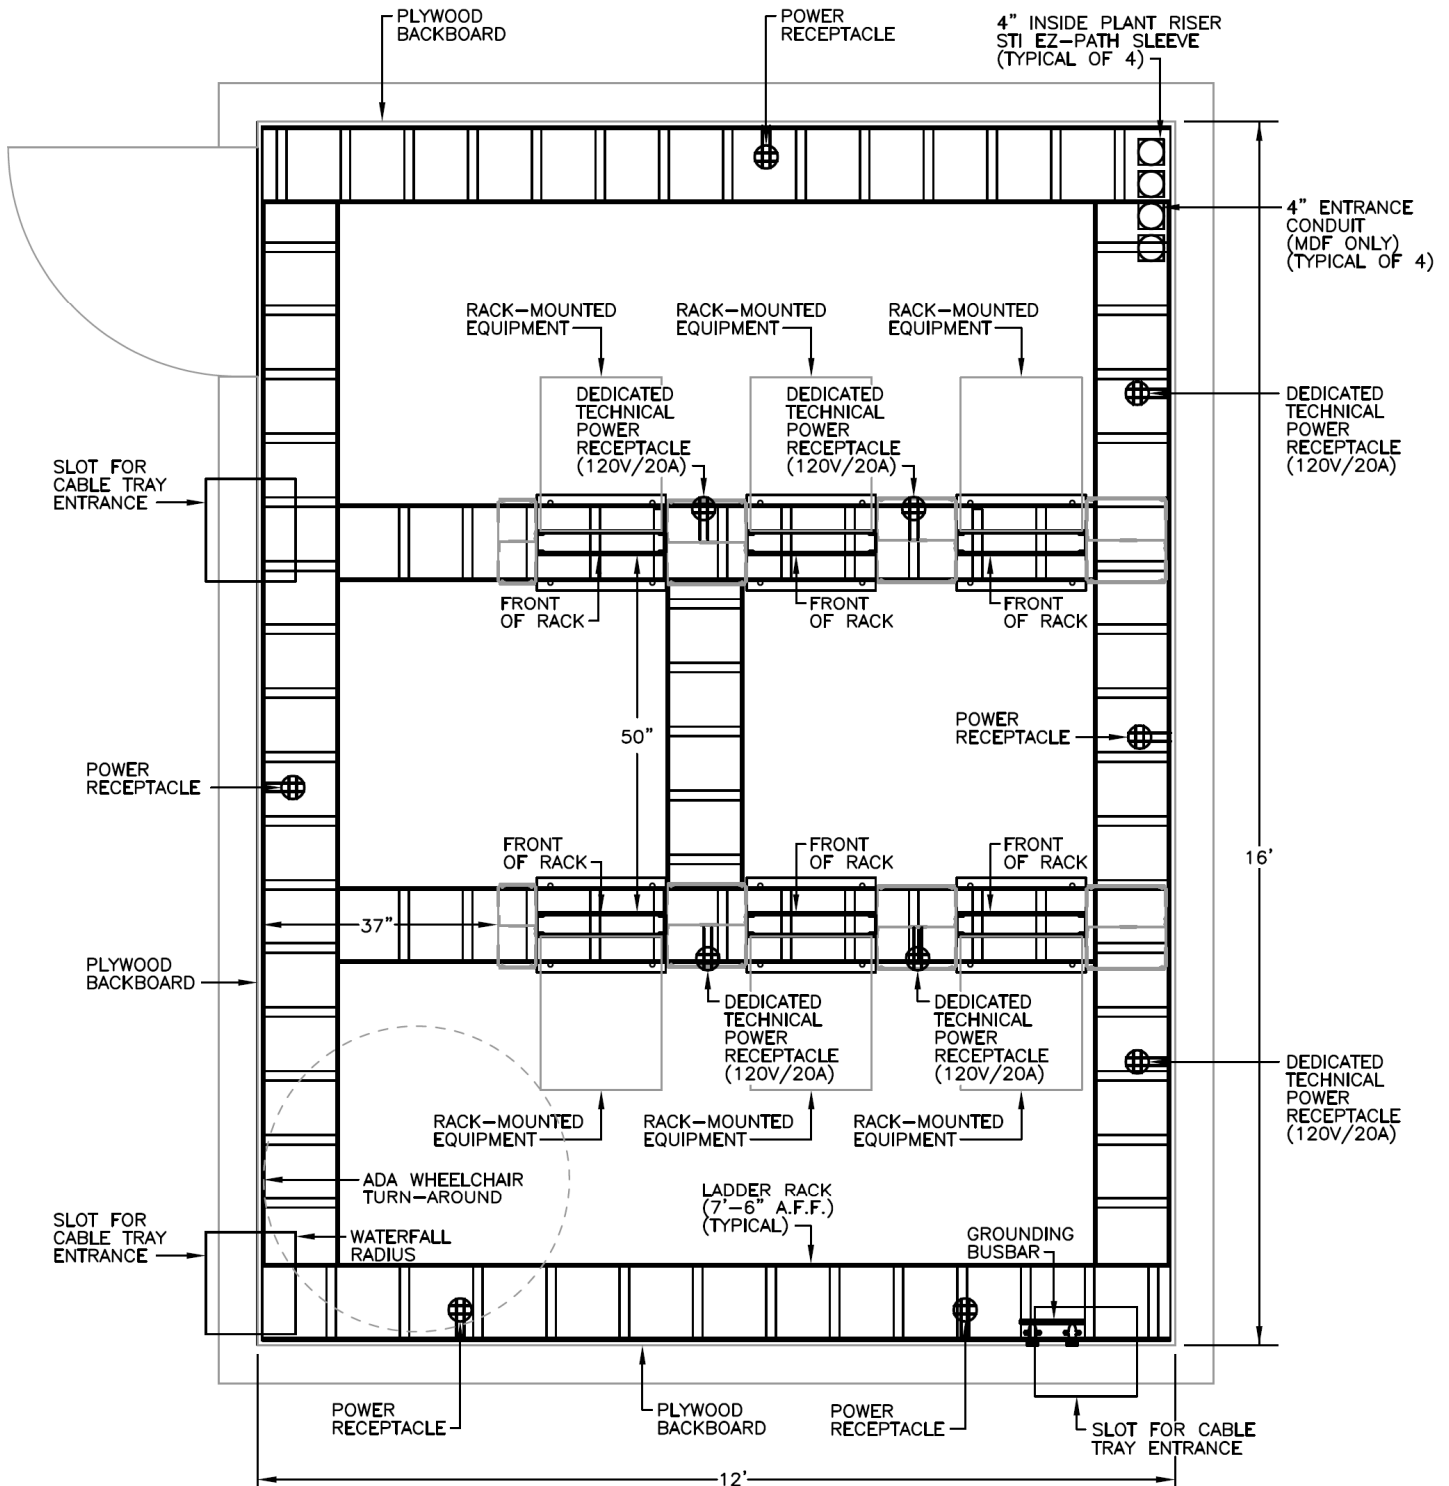 PLYWOOD
BACKBOARD
POWER
RECEPTACLE
4" INSIDE PLANT RISER
STI EZ-PATH SLEEVE
(TYPICAL OF 4)
4" ENTRANCE
CONDUIT
(MDF ONLY)
(TYPICAL OF 4)
RACK-MOUNTED
EQUIPMENT
RACK-MOUNTED
EQUIPMENT
RACK-MOUNTED
EQUIPMENT
DEDICATED
TECHNICAL
POWER
RECEPTACLE
(120V/20A)
DEDICATED
TECHNICAL
POWER
RECEPTACLE
(120V/20A)
DEDICATED
TECHNICAL
POWER
RECEPTACLE
(120V/20A)
SLOT FOR
CABLE TRAY
ENTRANCE
FRONT
OF RACK
FRONT
OF RACK
FRONT
OF RACK
50"
POWER
RECEPTACLE
POWER
RECEPTACLE
FRONT
OF RACK
FRONT
OF RACK
FRONT
OF RACK
16'
37"
PLYWOOD
BACKBOARD
DEDICATED
TECHNICAL
POWER
RECEPTACLE
(120V/20A)
DEDICATED
TECHNICAL
POWER
RECEPTACLE
(120V/20A)
DEDICATED
TECHNICAL
POWER
RECEPTACLE
(120V/20A)
RACK-MOUNTED
EQUIPMENT
RACK-MOUNTED
EQUIPMENT
RACK-MOUNTED
EQUIPMENT
ADA WHEELCHAIR
TURN-AROUND
LADDER RACK
(7'-6" A.F.F.)
(TYPICAL)
SLOT FOR
CABLE TRAY
ENTRANCE
WATERFALL
RADIUS
GROUNDING
BUSBAR
POWER
RECEPTACLE
PLYWOOD
BACKBOARD
POWER
RECEPTACLE
SLOT FOR CABLE
TRAY ENTRANCE
12'